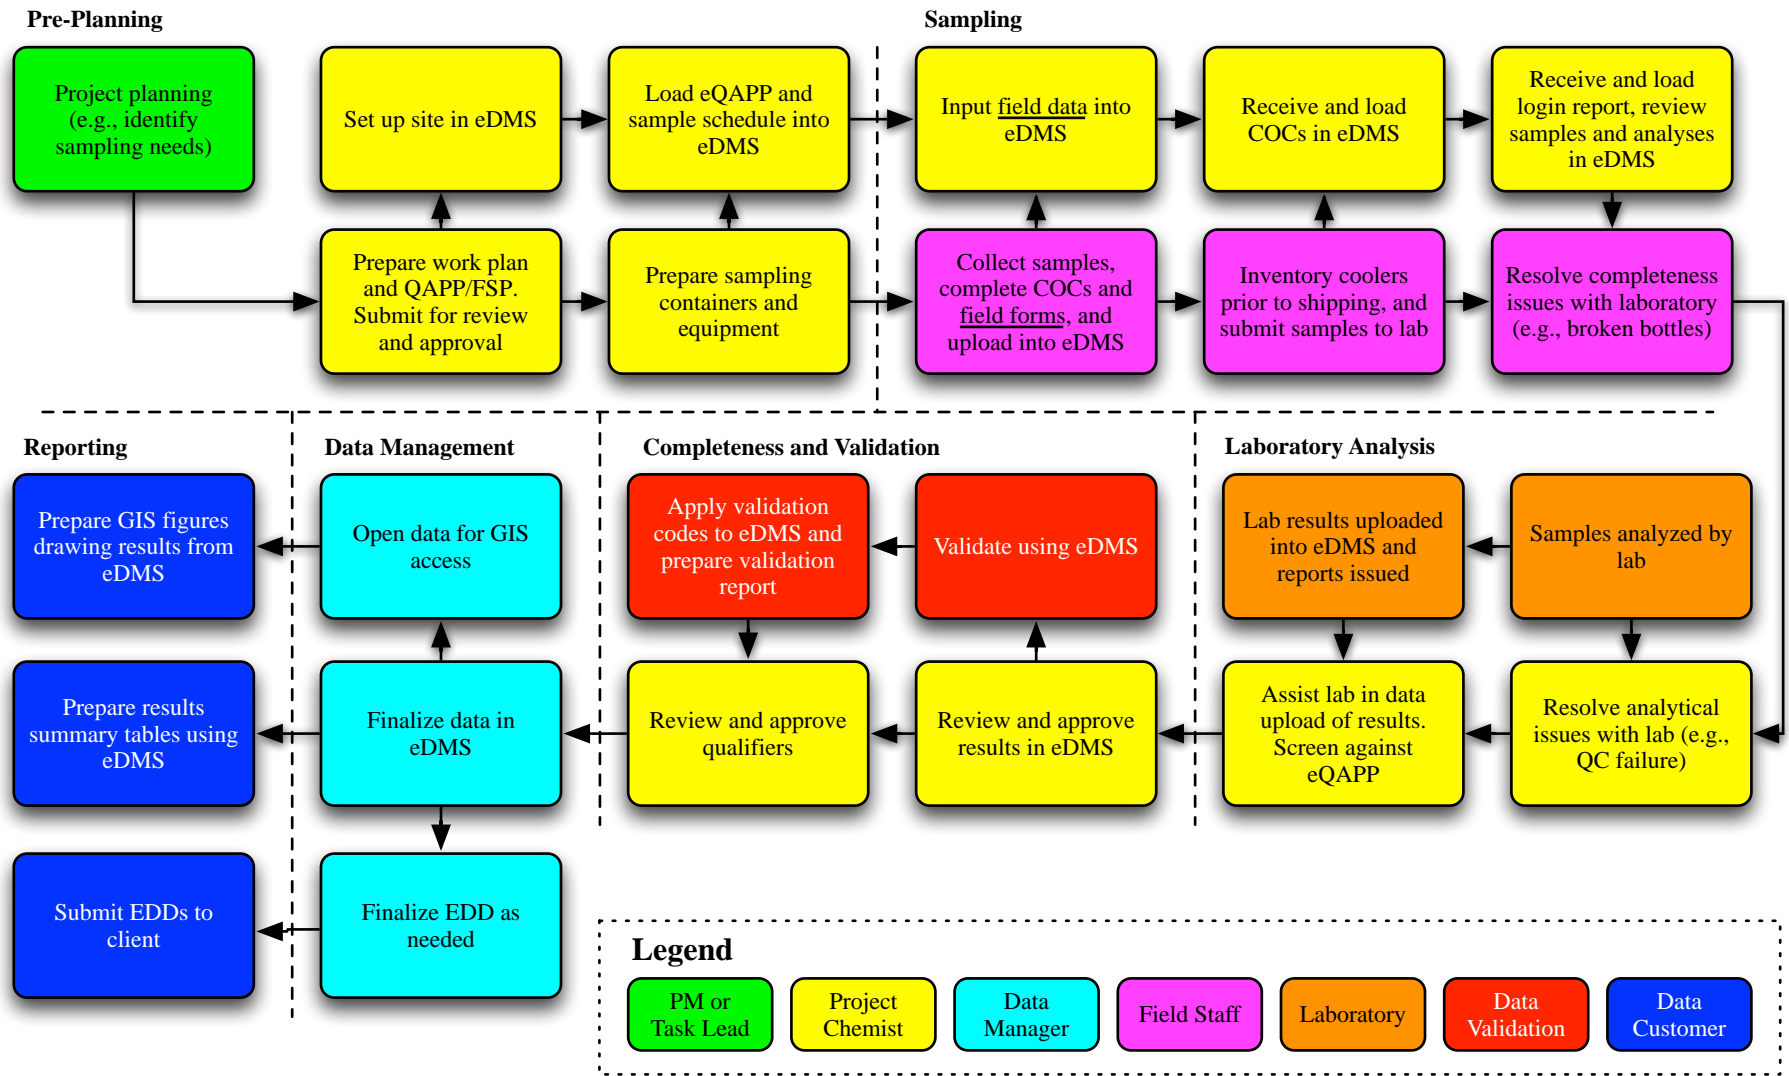 Pre-Planning
Project planning
(e.g., identify
sampling needs)
Set up site in eDMS
Load eQAPP and
sample schedule into
eDMS
Prepare work plan
and QAPP/FSP.
Submit for review
and approval
Prepare sampling
containers and
equipment
Sampling
Input field data into
eDMS
Receive and load
COCs in eDMS
Receive and load
login report, review
samples and analyses
in eDMS
Collect samples,
complete COCs and
field forms, and
upload into eDMS
Inventory coolers
prior to shipping, and
submit samples to lab
Resolve completeness
issues with laboratory
(e.g., broken bottles)
Reporting
Prepare GIS figures
drawing results from
eDMS
Prepare results
summary tables using
eDMS
Submit EDDs to
client
Data Management
Open data for GIS
access
Finalize data in
eDMS
Finalize EDD as
needed
Completeness and Validation
Apply validation
codes to eDMS and
prepare validation
report
Validate using eDMS
Review and approve
qualifiers
Review and approve
results in eDMS
Laboratory Analysis
Lab results uploaded
into eDMS and
reports issued
Samples analyzed by
lab
Assist lab in data
upload of results.
Screen against
eQAPP
Resolve analytical
issues with lab (e.g.,
QC failure)
Legend
PM or
Task Lead
Project
Chemist
Data
Manager
Field Staff
Laboratory
Data
Validation
Data
Customer